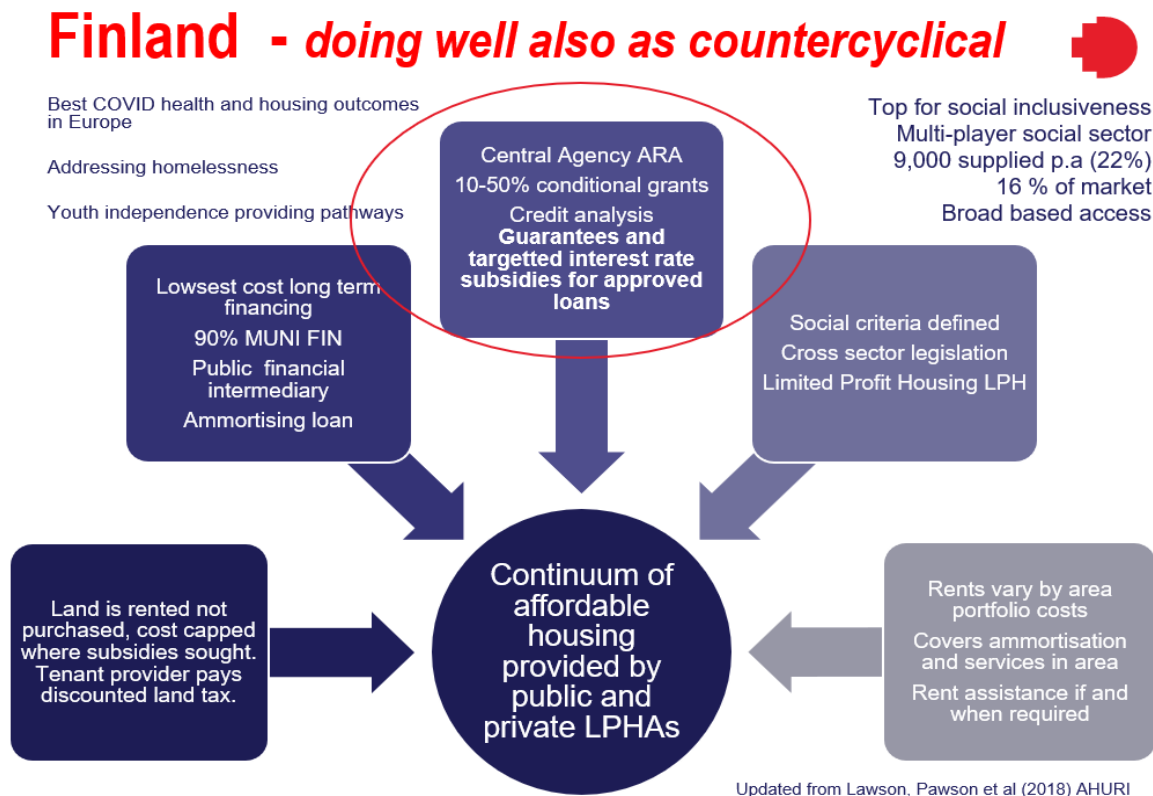 Finland - doing well also as countercyclical
Best COVID health and housing outcomes
in Europe
Addressing homelessness
Youth independence providing pathways
Central Agency ARA
10-50% conditional grants
Credit analysis
Guarantees and
targetted interest rate
subsidies for approved
loans
Top for social inclusiveness
Multi-player social sector
9,000 supplied p.a (22%)
16 % of market
Broad based access
Lowsest cost long term
financing
90% MUNI FIN
Public financial
intermediary
Ammortising loan
Social criteria defined
Cross sector legislation
Limited Profit Housing LPH
Land is rented not
purchased, cost capped
where subsidies sought.
Tenant provider pays
discounted land tax.
Continuum of
affordable
housing
provided by
public and
private LPHAs
Rents vary by area
portfolio costs
Covers ammortisation
and services in area
Rent assistance if and
when required
Updated from Lawson, Pawson et al (2018) AHURI